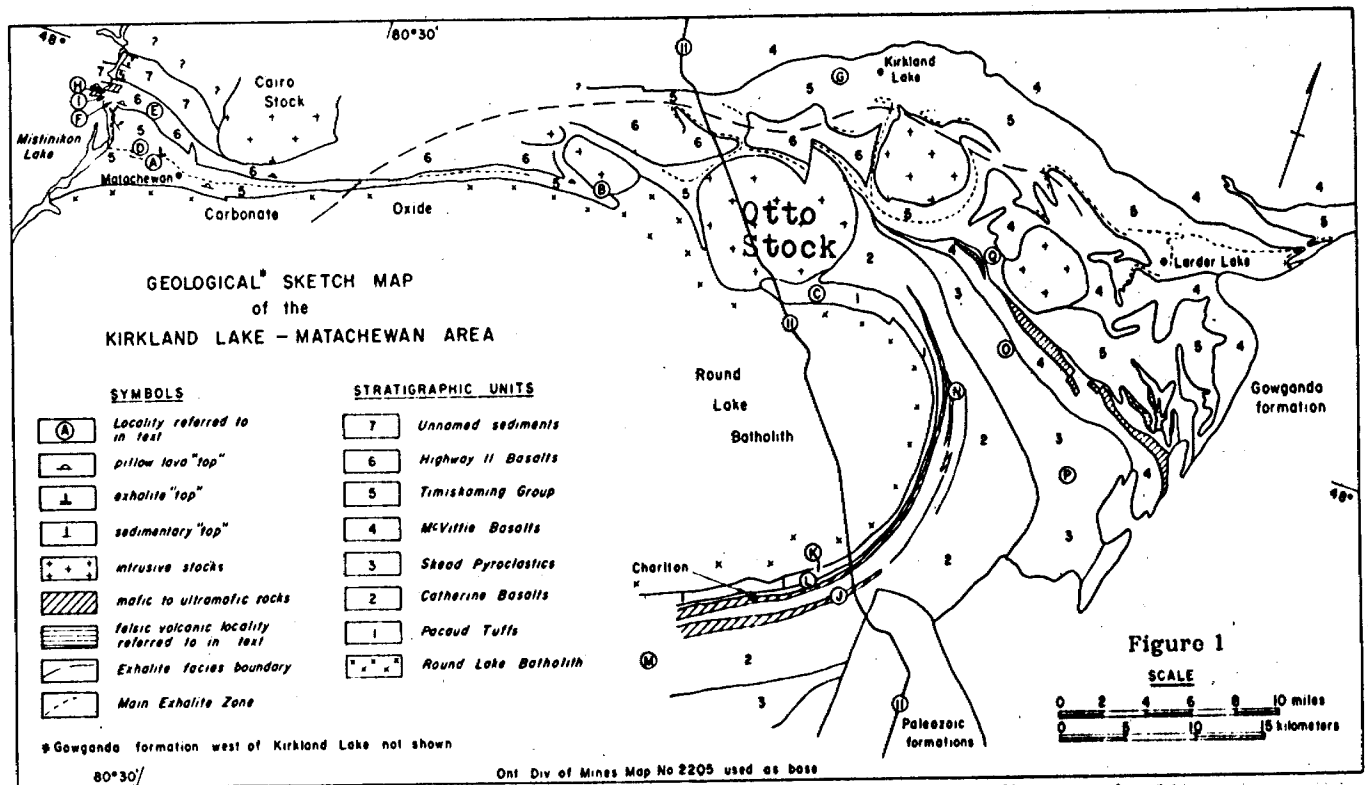 48°
80°30'
Cairo
Stock
Mistinikon
Lake
Matachewan
Carbonate
Oxide
Kirkland
Lake
Larder Lake
Otto
Stock
Round
Lake
Batholith
Gowganda
formation
48°
Charlton
Paleozoic
formations
GEOLOGICAL* SKETCH MAP
of the
KIRKLAND LAKE – MATACHEWAN AREA
SYMBOLS
A Locality referred to
in text
pillow lava "top"
exhalite "top"
sedimentary "top"
intrusive stocks
mafic to ultramafic rocks
felsic volcanic locality
referred to in text
Exhalite facies boundary
Main Exhalite Zone
STRATIGRAPHIC UNITS
7 Unnamed sediments
6 Highway 11 Basalts
5 Timiskaming Group
4 McVittie Basalts
3 Skead Pyroclastics
2 Catherine Basalts
1 Pacaud Tuffs
Round Lake Batholith
Figure 1
SCALE
0 2 4 6 8 10 miles
0 5 10 15 kilometers
* Gowganda formation west of Kirkland Lake not shown
80°30'
Ont Div of Mines Map No 2205 used as base
H
I
F
E
D
A
B
C
G
Q
O
N
P
K
L
J
M
11
11
11